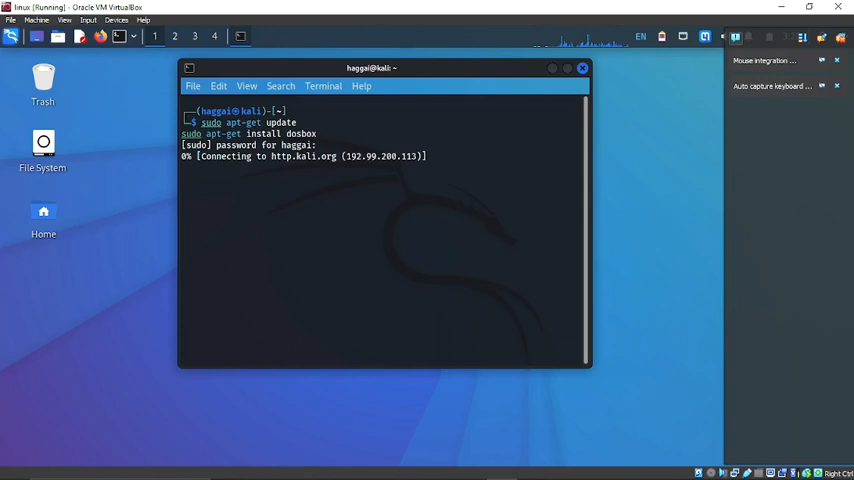 linux [Running] - Oracle VM VirtualBox
File Machine View Input Devices Help
1 2 3 4
EN
haggai@kali: ~
Mouse integration ...
Auto capture keyboard ...
File Edit View Search Terminal Help
Trash
File System
Home
┌──(haggai㉿kali)-[~]
└─$ sudo apt-get update
sudo apt-get install dosbox
[sudo] password for haggai:
0% [Connecting to http.kali.org (192.99.200.113)]
Right Ctrl